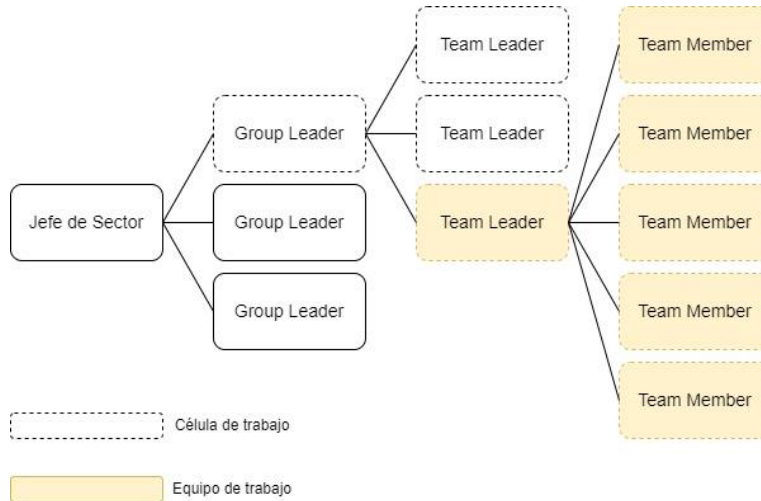 Jefe de Sector
Group Leader
Group Leader
Group Leader
Team Leader
Team Leader
Team Leader
Team Member
Team Member
Team Member
Team Member
Team Member
Célula de trabajo
Equipo de trabajo